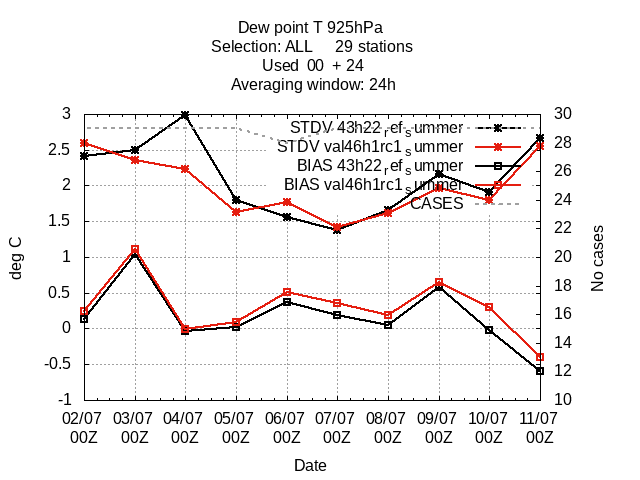 Dew point T 925hPa
Selection: ALL 29 stations
Used 00 + 24
Averaging window: 24h
3
2.5
2
1.5
1
0.5
0
-0.5
-1
deg C
30
28
26
24
22
20
18
16
14
12
10
No cases
STDV 43h22_ref_summer
STDV val46h1rc1_summer
BIAS 43h22_ref_summer
BIAS val46h1rc1_summer
CASES
02/07 03/07 04/07 05/07 06/07 07/07 08/07 09/07 10/07 11/07
00Z 00Z 00Z 00Z 00Z 00Z 00Z 00Z 00Z 00Z
Date